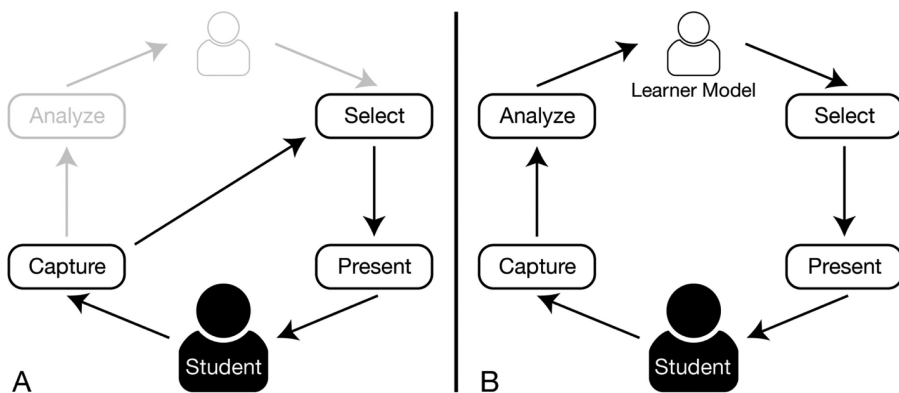 Analyze
Select
Capture
Present
Student
A
Learner Model
Analyze
Select
Capture
Present
Student
B